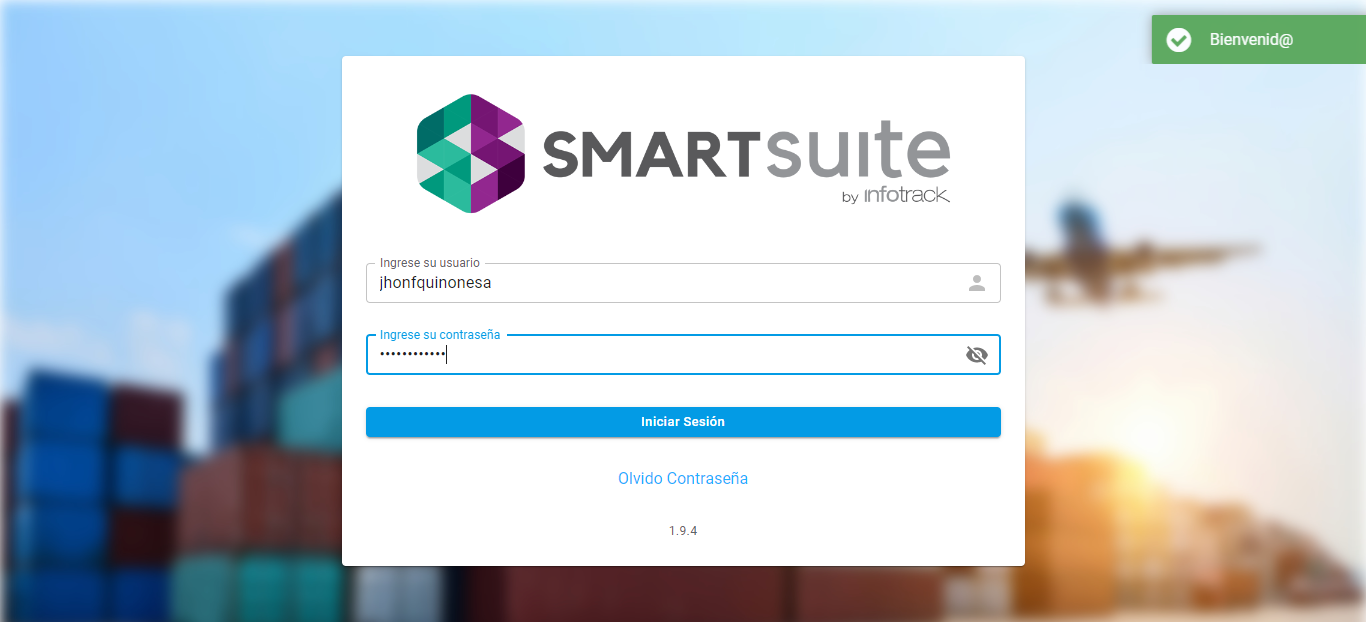 Bienvenid@
SMARTsuite
by infotrack.
Ingrese su usuario
jhonfquinonesa
Ingrese su contraseña
••••••••••••
Iniciar Sesión
Olvido Contraseña
1.9.4